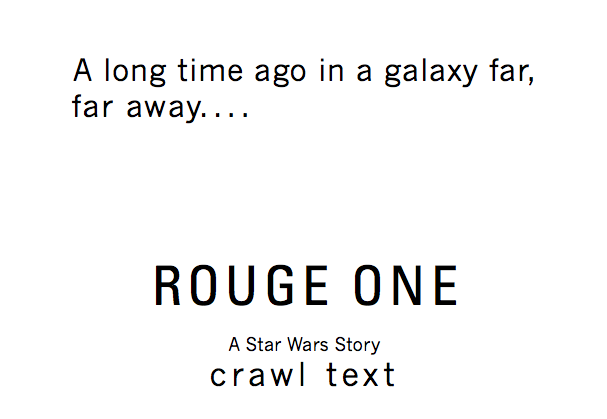 A long time ago in a galaxy far,
far away....
ROUGE ONE
A Star Wars Story
crawl text